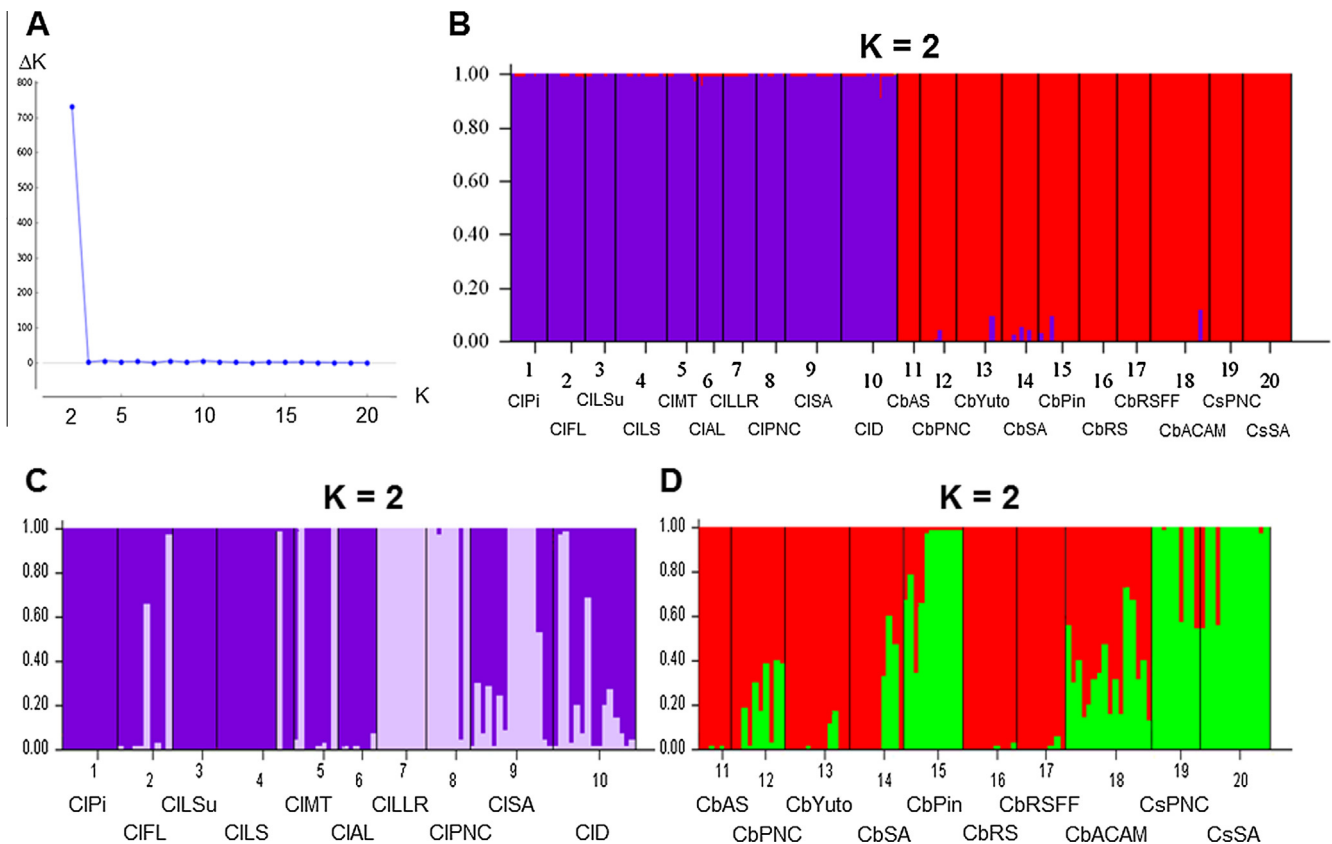 A
ΔK
800
700
600
500
400
300
200
100
0
2 5 10 15 20
K
B
K = 2
1.00
0.80
0.60
0.40
0.20
0.00
1 2 3 4 5 6 7 8 9 10 11 12 13 14 15 16 17 18 19 20
ClPi ClLSu ClMT ClLLR ClSA CbAS CbYuto CbPin CbRSFF CsPNC
ClFL ClLS ClAL ClPNC ClD CbPNC CbSA CbRS CbACAM CsSA
C
K = 2
1.00
0.80
0.60
0.40
0.20
0.00
1 2 3 4 5 6 7 8 9 10
ClPi ClLSu ClMT ClLLR ClSA
ClFL ClLS ClAL ClPNC ClD
D
K = 2
1.00
0.80
0.60
0.40
0.20
0.00
11 12 13 14 15 16 17 18 19 20
CbAS CbYuto CbPin CbRSFF CsPNC
CbPNC CbSA CbRS CbACAM CsSA